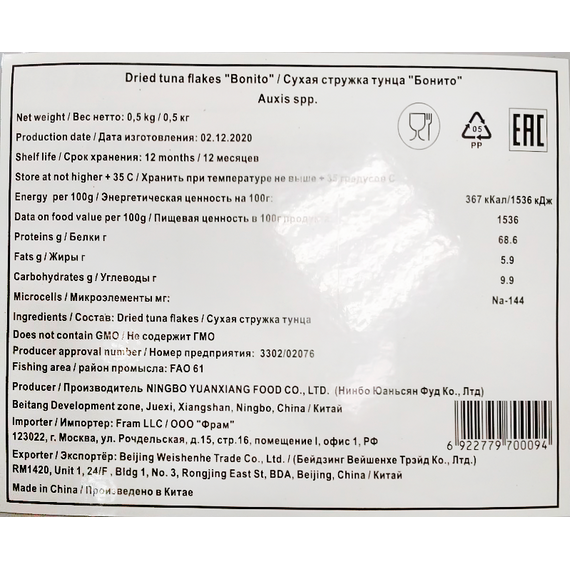 Dried tuna flakes "Bonito" / Сухая стружка тунца "Бонито"
Auxis spp.
Net weight / Вес нетто: 0,5 kg / 0,5 кг
Production date / Дата изготовления: 02.12.2020
Shelf life / Срок хранения: 12 months / 12 месяцев
Store at not higher + 35 C / Хранить при температуре не выше + 35 градусов С
05
PP
EAC
Energy per 100g / Энергетическая ценность на 100г: 367 кКал/1536 кДж
Data on food value per 100g / Пищевая ценность в 100г 1536
Proteins g / Белки г 68.6
Fats g / Жиры г 5.9
Carbohydrates g / Углеводы г 9.9
Microcells / Микроэлементы мг: Na-144
Ingredients / Состав: Dried tuna flakes / Сухая стружка тунца
Does not contain GMO / Не содержит ГМО
Producer approval number / Номер предприятия: 3302/02076
Fishing area / район промысла: FAO 61
Producer / Производитель NINGBO YUANXIANG FOOD CO., LTD. (Нинбо Юаньсян Фуд Ко., Лтд)
Beitang Development zone, Juexi, Xiangshan, Ningbo, China / Китай
Importer / Импортер: Fram LLC / ООО "Фрам"
123022, г. Москва, ул. Рочдельская, д.15, стр.16, помещение I, офис 1, РФ
6 922779 700094
Exporter / Экспортёр: Beijing Weishenhe Trade Co., Ltd. / (Бейдзинг Вейшенхе Трэйд Ко., Лтд.)
RM1420, Unit 1, 24/F . Bldg 1, No. 3, Rongjing East St, BDA, Beijing, China / Китай
Made in China / Произведено в Китае